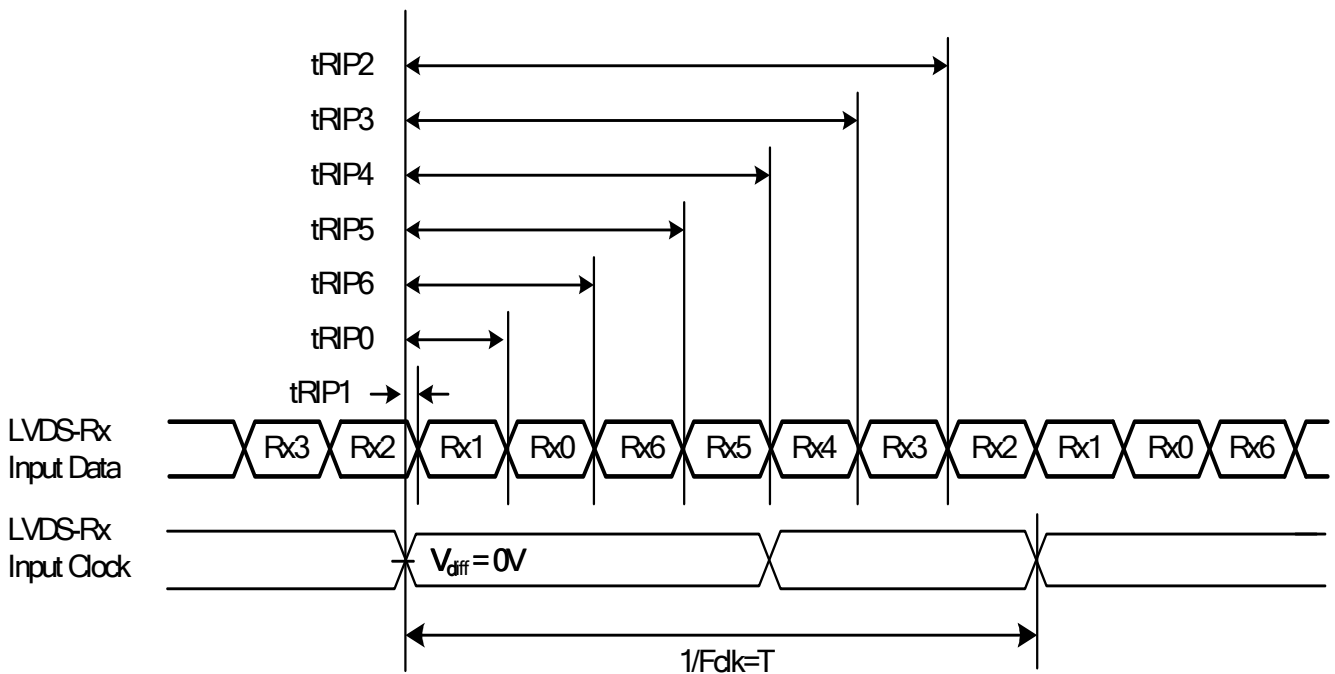 tRIP2
tRIP3
tRIP4
tRIP5
tRIP6
tRIP0
tRIP1
LVDS-Rx
Input Data
Rx3 Rx2 Rx1 Rx0 Rx6 Rx5 Rx4 Rx3 Rx2 Rx1 Rx0 Rx6
LVDS-Rx
Input Clock
Vdiff = 0V
1/Fclk=T